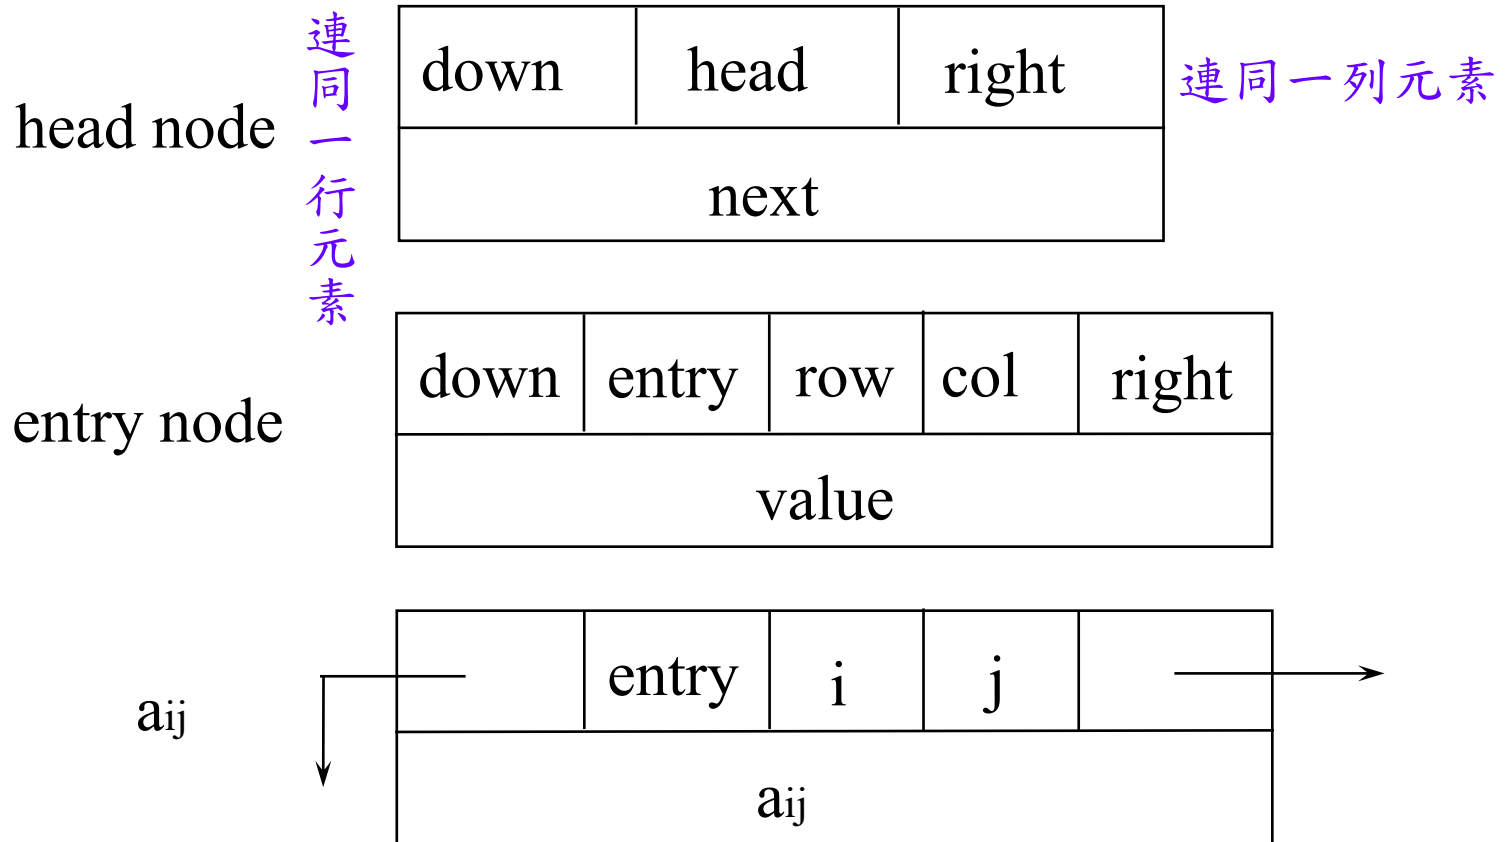 head node
連同一行元素
down head right
連同一列元素
next
entry node
down entry row col right
value
aij
entry i j
aij